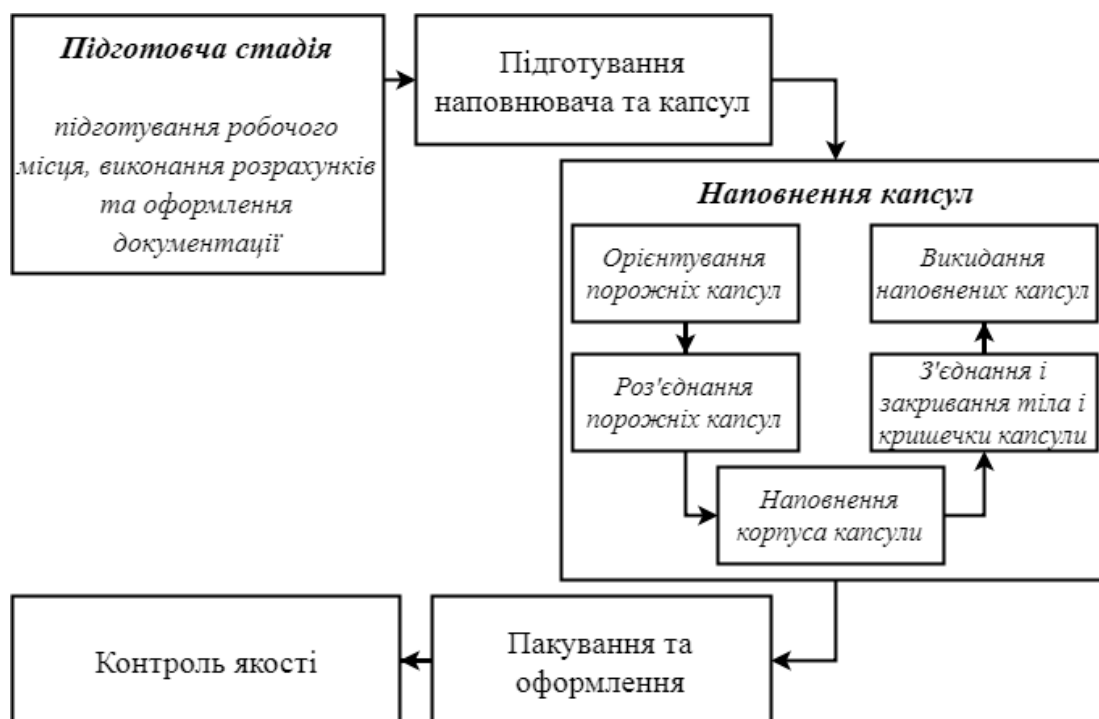 Підготовча стадія
підготування робочого
місця, виконання розрахунків
та оформлення
документації
Підготування
наповнювача та капсул
Наповнення капсул
Орієнтування
порожніх капсул
Роз'єднання
порожніх капсул
Наповнення
корпуса капсули
З'єднання і
закривання тіла і
кришечки капсули
Викидання
наповнених капсул
Пакування та
оформлення
Контроль якості